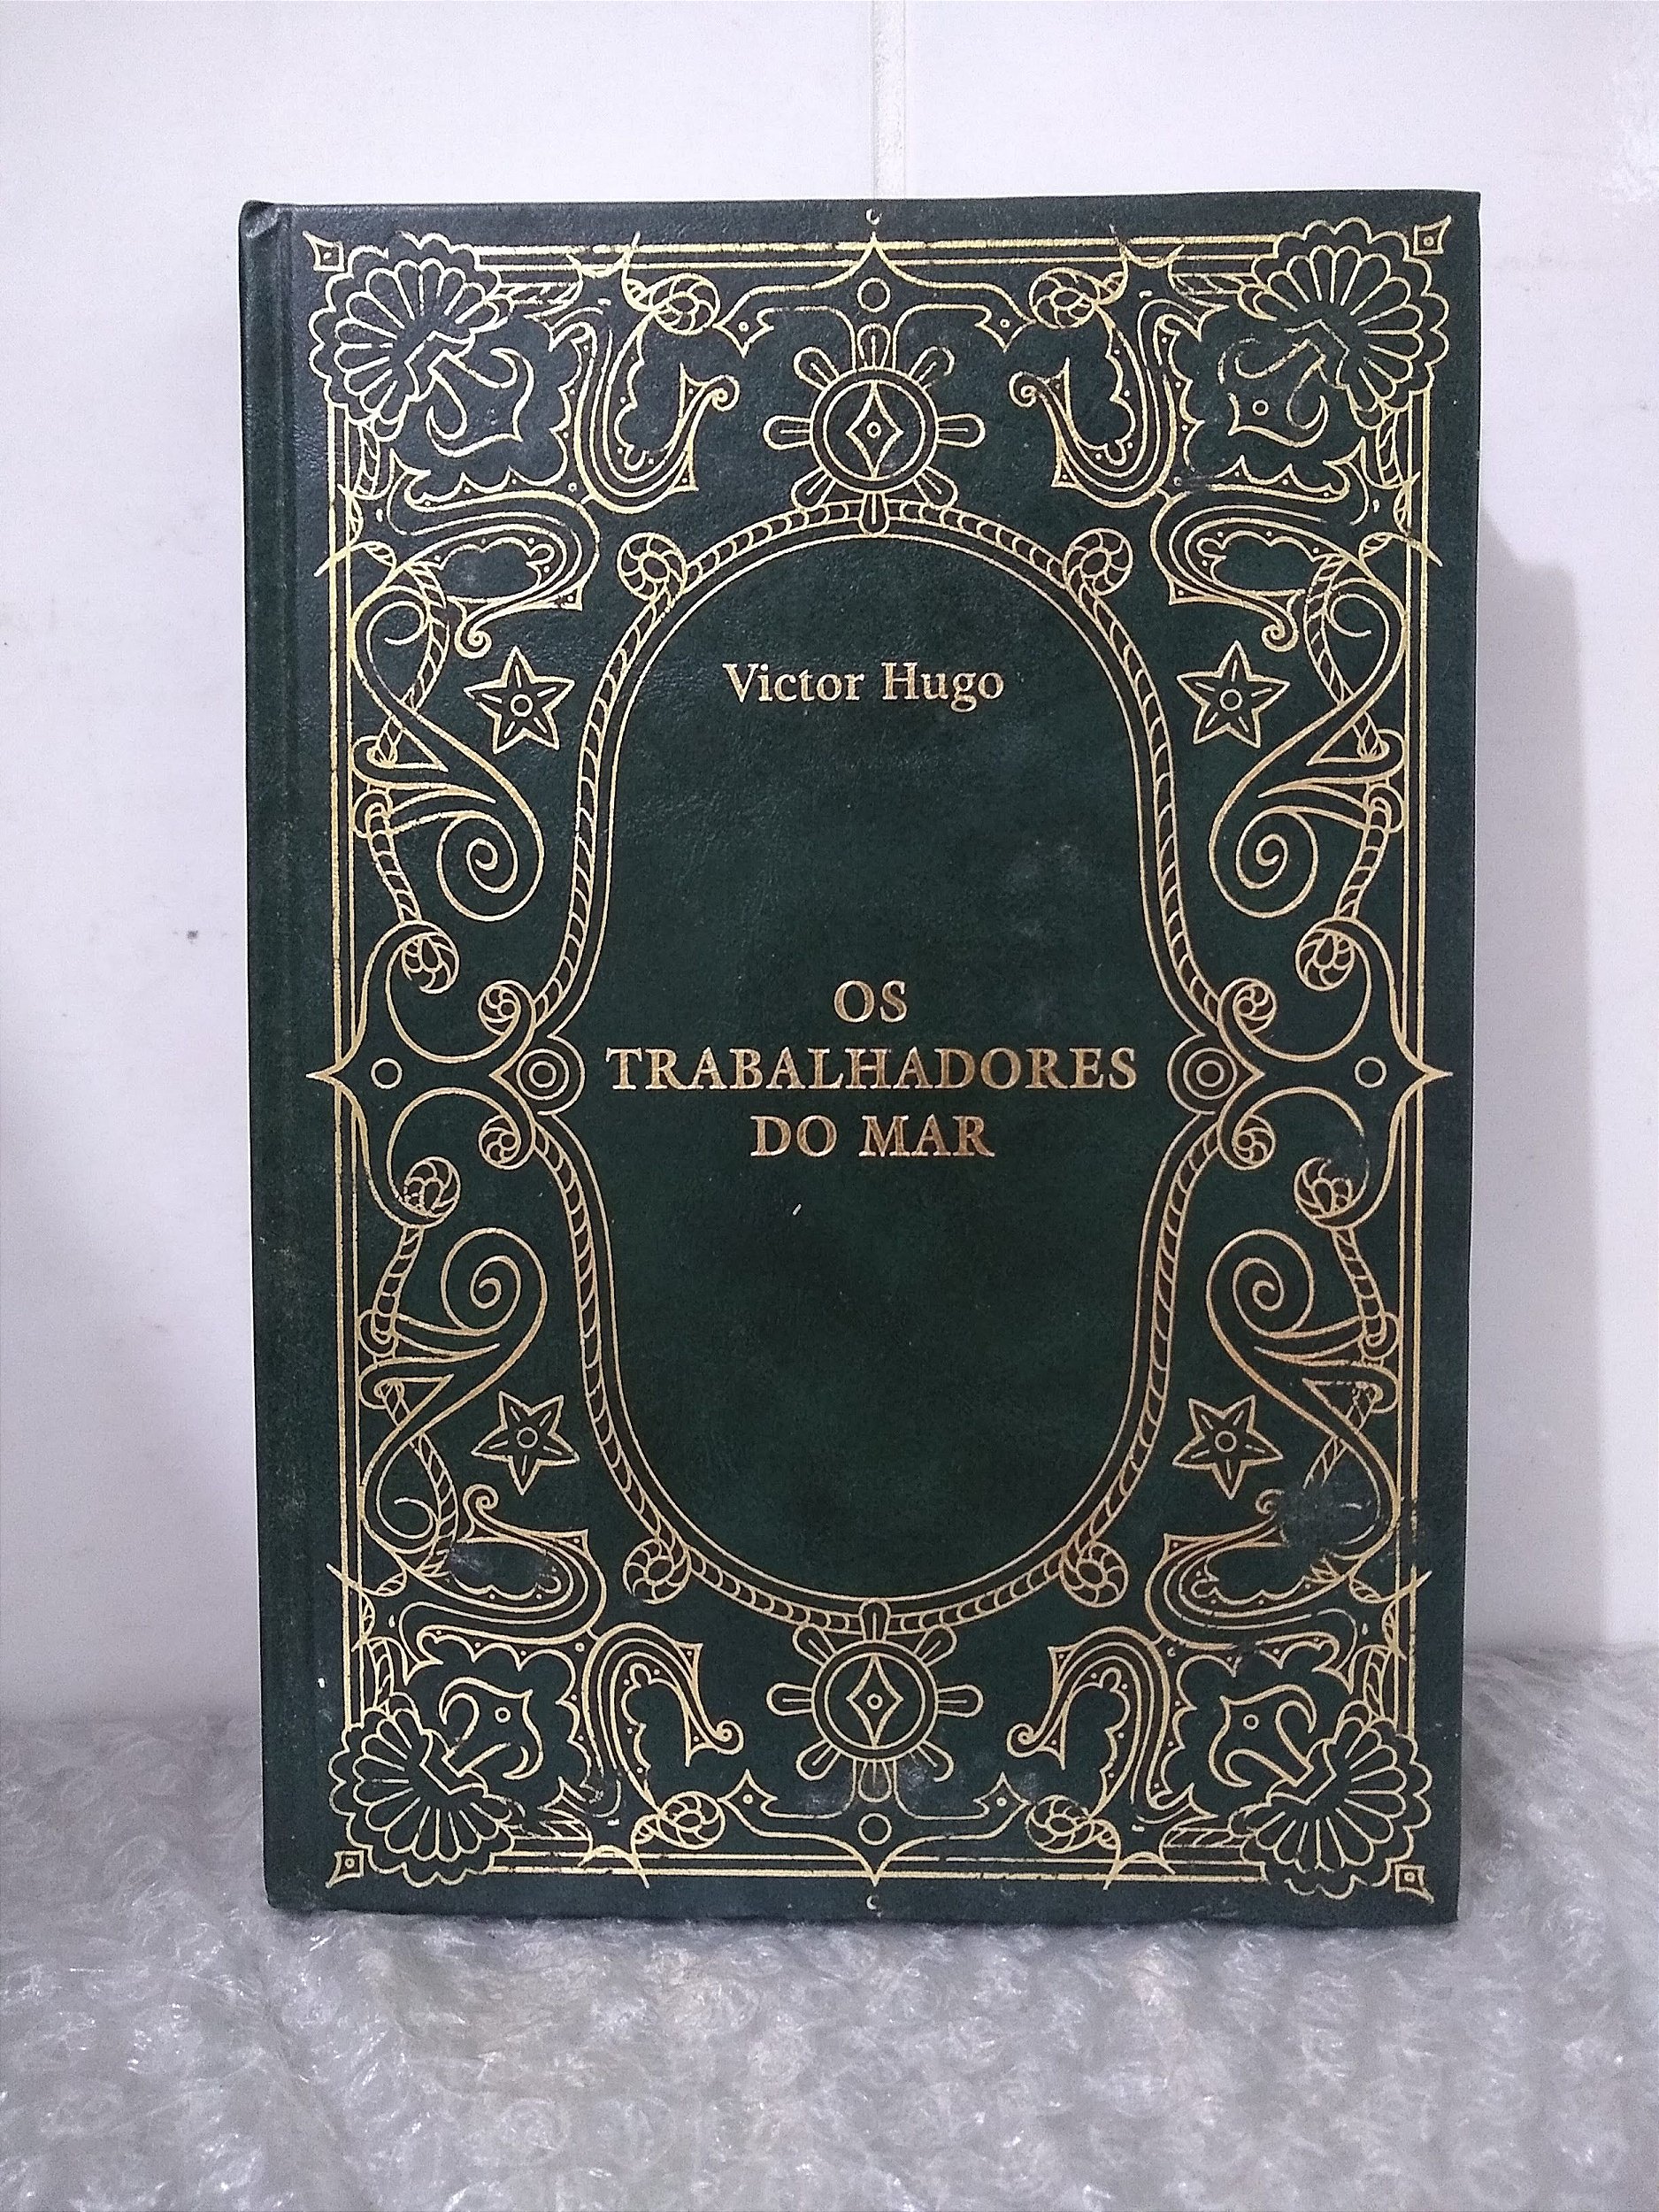 Victor Hugo
OS
TRABALHADORES
DO MAR